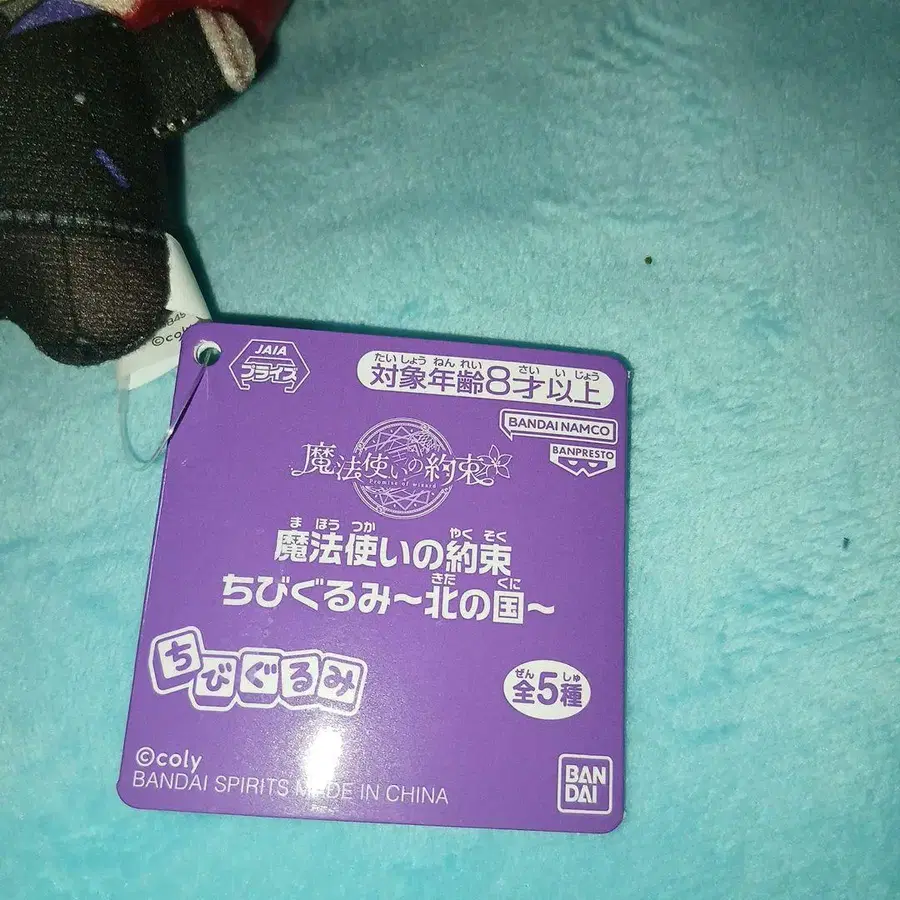 ©coly
JAIA
プライズ
たいしょう ねん れい さい い じょう
対象年齢8才以上
BANDAI NAMCO
BANPRESTO
魔法使いの約束
Promise of wizard
ま ほう つか やく そく
魔法使いの約束
きた くに
ちびぐるみ〜北の国〜
ちびぐるみ
ぜん しゅ
全5種
©coly
BANDAI SPIRITS MADE IN CHINA
BAN
DAI